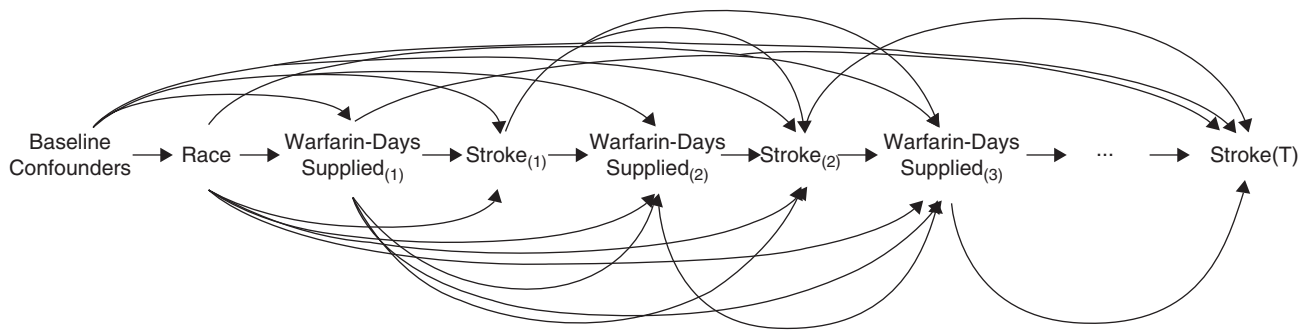 Baseline
Confounders
Race
Warfarin-Days
Supplied(1)
Stroke(1)
Warfarin-Days
Supplied(2)
Stroke(2)
Warfarin-Days
Supplied(3)
...
Stroke(T)